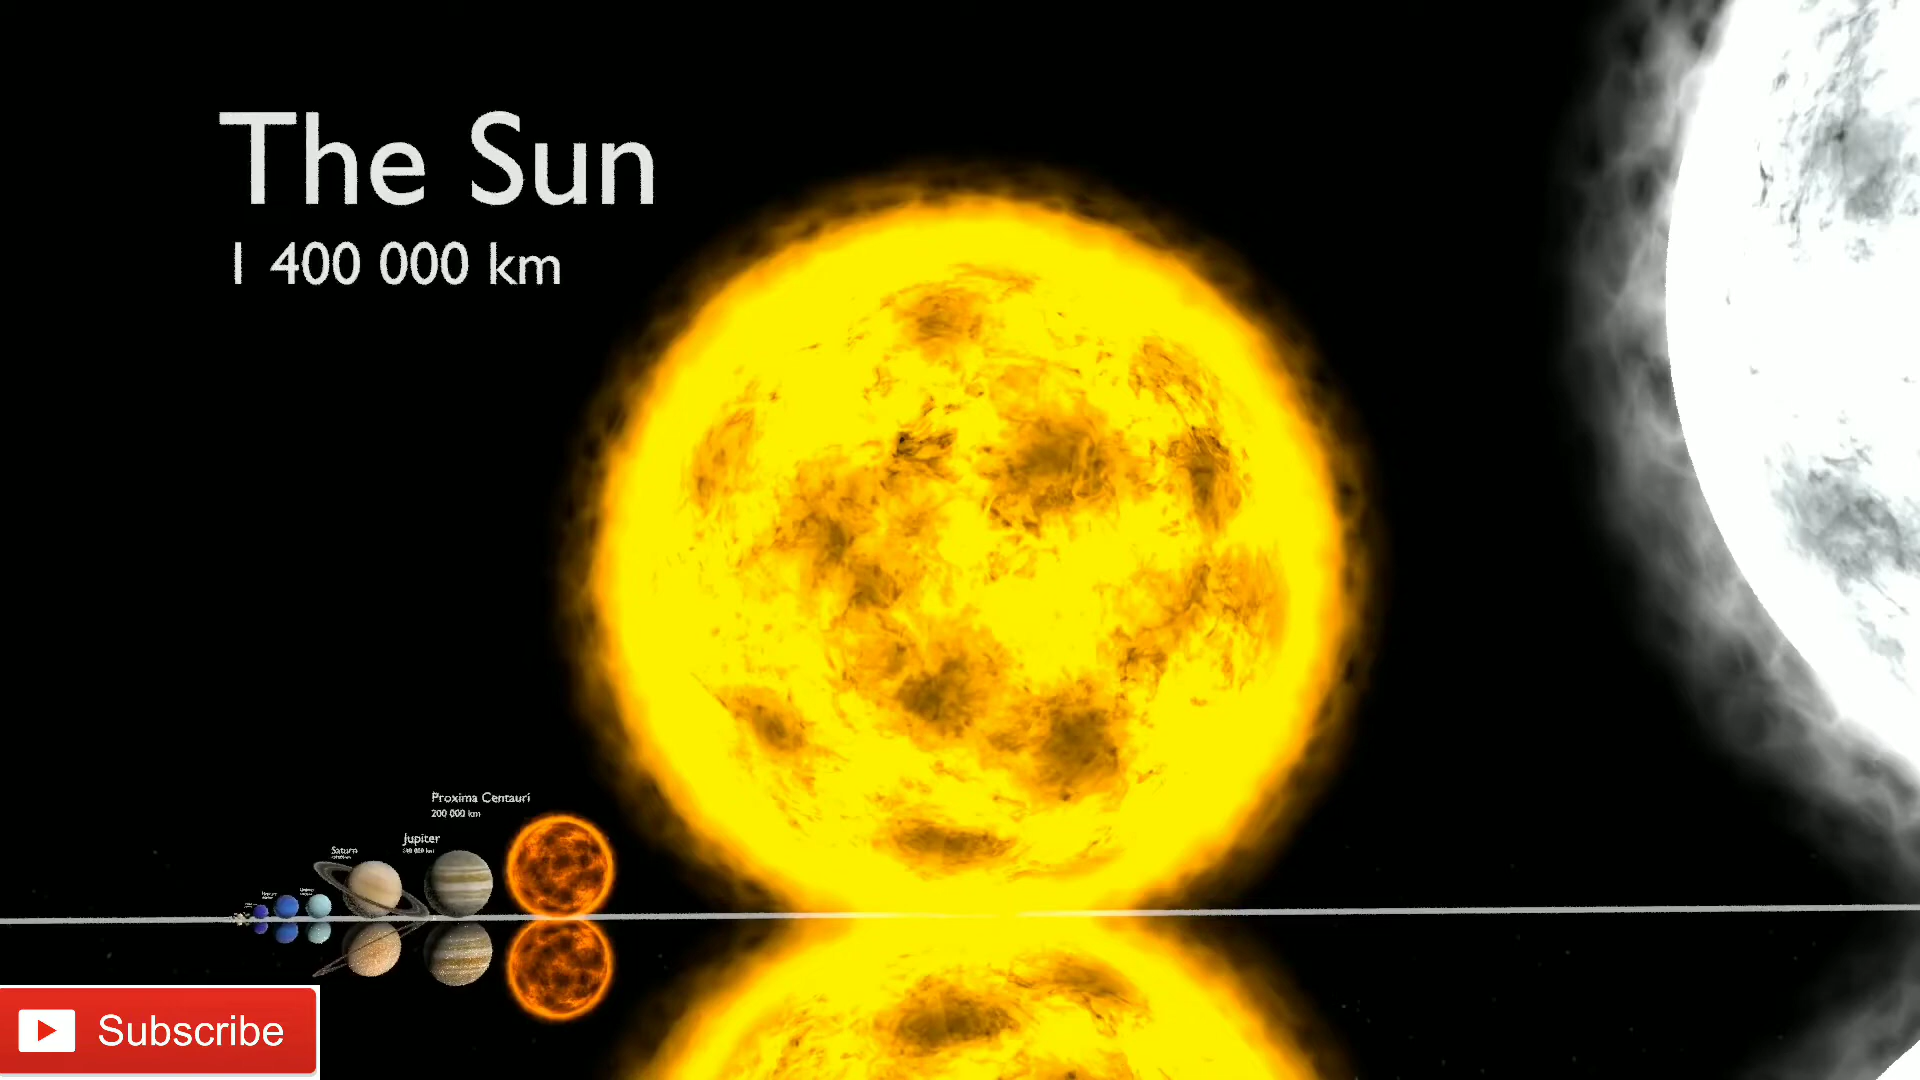 The Sun
1 400 000 km
Proxima Centauri
200 000 km
Jupiter
Saturn
Subscribe